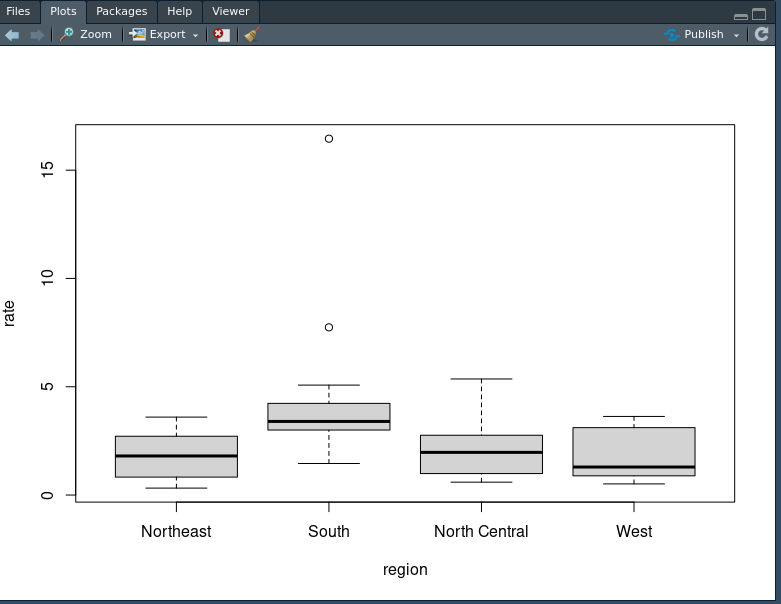 Files Plots Packages Help Viewer
Zoom Export Publish
15
10
5
0
rate
Northeast South North Central West
region